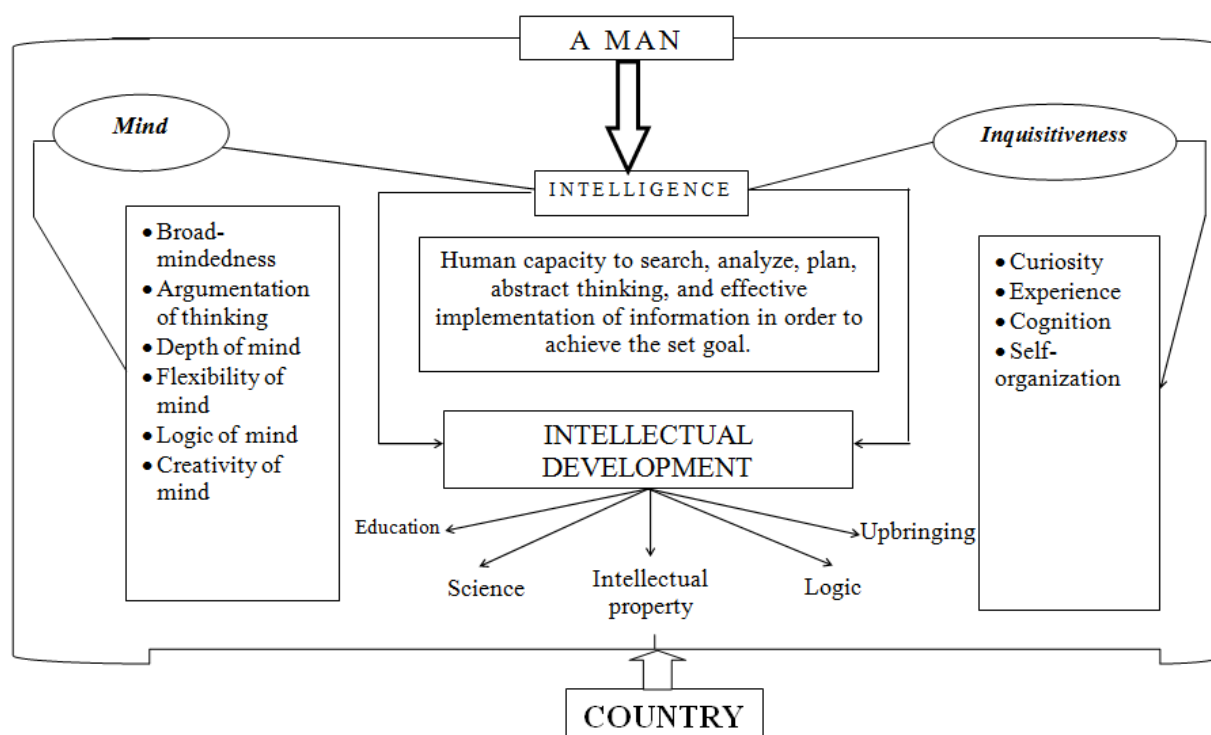 A MAN
Mind
Inquisitiveness
INTELLIGENCE
• Broad-
mindedness
• Argumentation
of thinking
• Depth of mind
• Flexibility of
mind
• Logic of mind
• Creativity of
mind
Human capacity to search, analyze, plan,
abstract thinking, and effective
implementation of information in order to
achieve the set goal.
• Curiosity
• Experience
• Cognition
• Self-
organization
INTELLECTUAL
DEVELOPMENT
Education
Science
Intellectual
property
Logic
Upbringing
COUNTRY